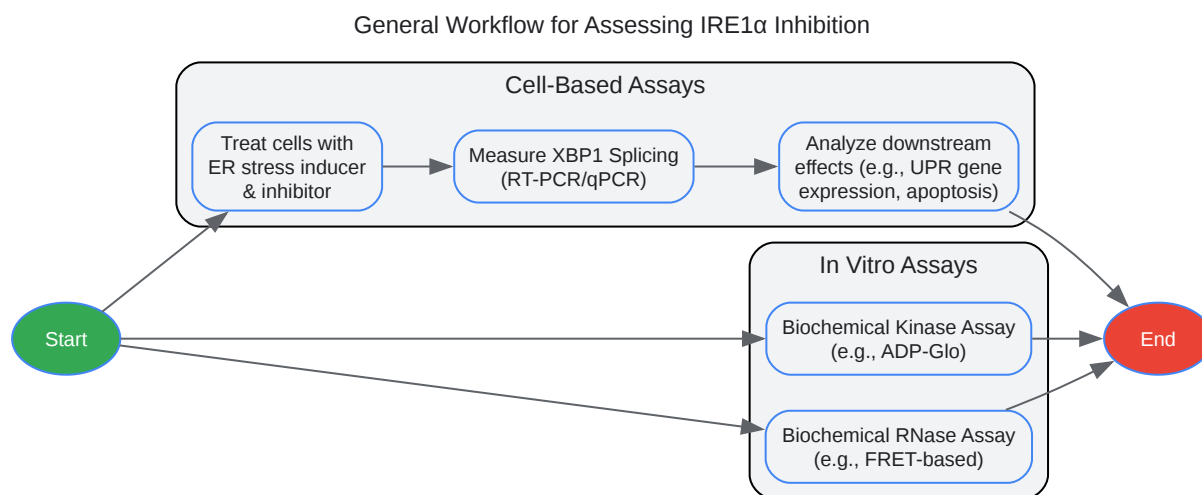 General Workflow for Assessing IRE1α Inhibition
Cell-Based Assays
Treat cells with
ER stress inducer
& inhibitor
Measure XBP1 Splicing
(RT-PCR/qPCR)
Analyze downstream
effects (e.g., UPR gene
expression, apoptosis)
In Vitro Assays
Start
Biochemical Kinase Assay
(e.g., ADP-Glo)
End
Biochemical RNase Assay
(e.g., FRET-based)